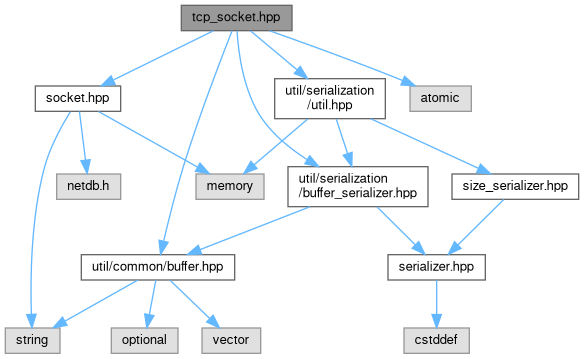 tcp_socket.hpp
socket.hpp
util/serialization
/util.hpp
atomic
netdb.h
memory
util/serialization
/buffer_serializer.hpp
size_serializer.hpp
util/common/buffer.hpp
serializer.hpp
string
optional
vector
cstddef